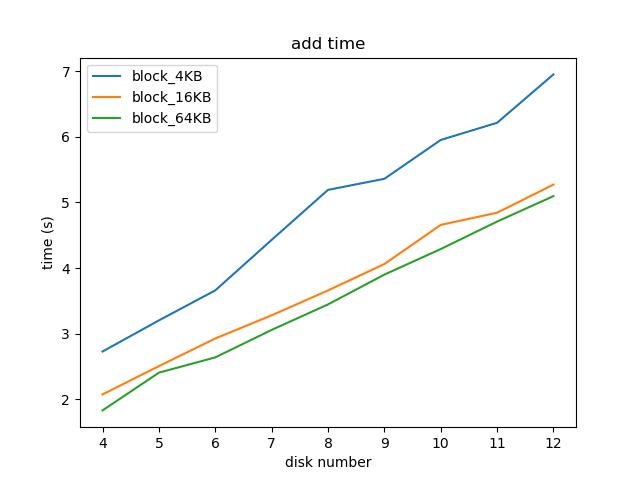 add time
block_4KB
block_16KB
block_64KB
7
6
5
4
3
2
time (s)
4 5 6 7 8 9 10 11 12
disk number